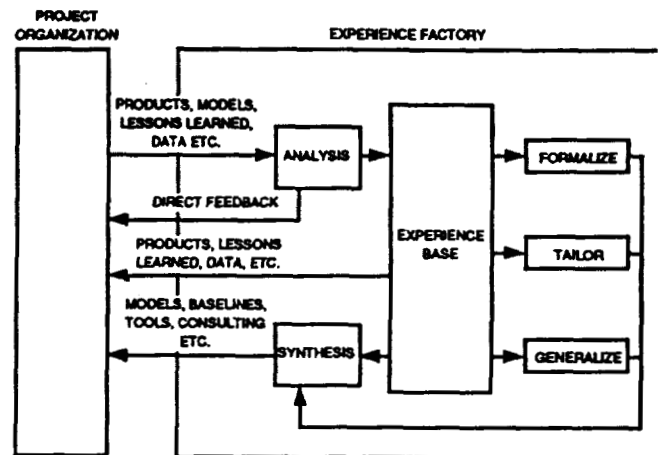 PROJECT
ORGANIZATION
EXPERIENCE FACTORY
PRODUCTS, MODELS,
LESSONS LEARNED,
DATA ETC.
ANALYSIS
FORMALIZE
DIRECT FEEDBACK
EXPERIENCE
BASE
PRODUCTS, LESSONS
LEARNED, DATA, ETC.
TAILOR
MODELS, BASELINES,
TOOLS, CONSULTING
ETC.
SYNTHESIS
GENERALIZE